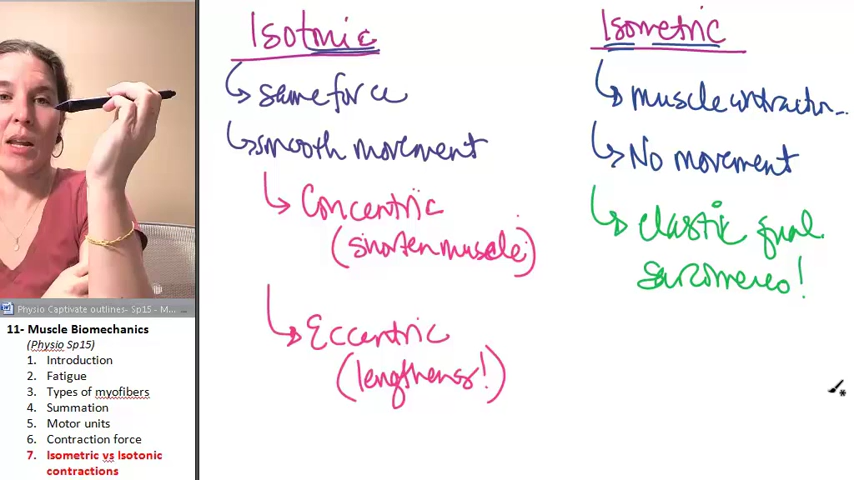 Isotonic
same force
smooth movement
Concentric
(shorten muscle)
Eccentric
(lengthens!)
Isometric
muscle contraction
No movement
elastic qual.
sarcomeres!
Physio Captivate outlines- Sp15 - M...
11- Muscle Biomechanics
(Physio Sp15)
1. Introduction
2. Fatigue
3. Types of myofibers
4. Summation
5. Motor units
6. Contraction force
7. Isometric vs Isotonic
contractions